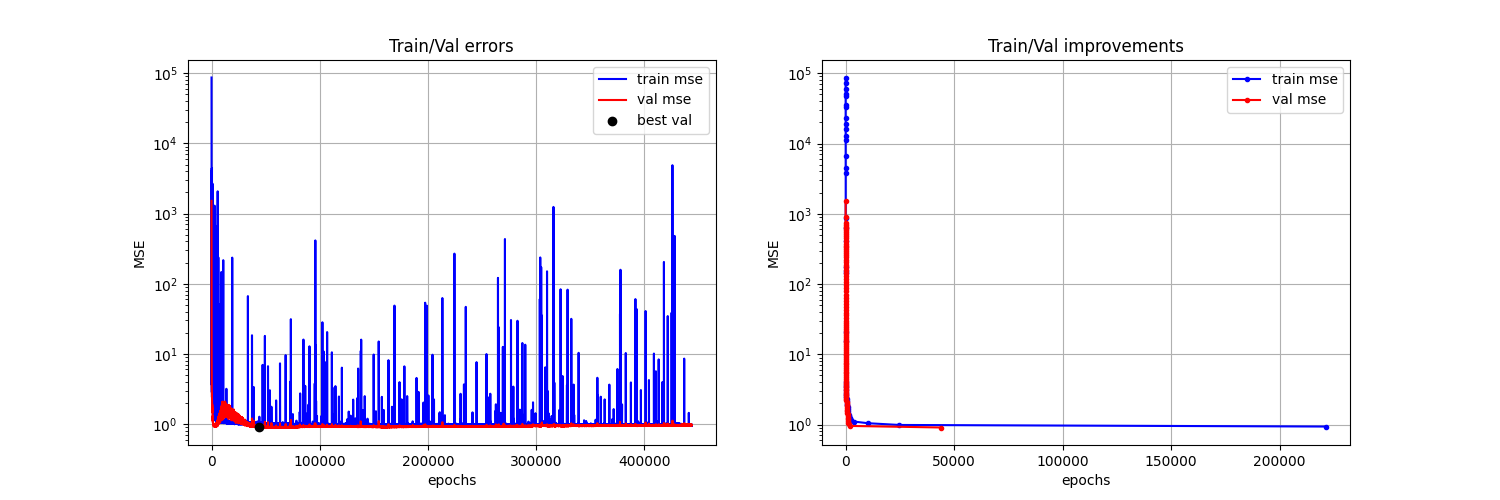 Train/Val errors
train mse
val mse
best val
MSE
10^5
10^4
10^3
10^2
10^1
10^0
0
100000
200000
300000
400000
epochs
Train/Val improvements
train mse
val mse
MSE
10^5
10^4
10^3
10^2
10^1
10^0
0
50000
100000
150000
200000
epochs